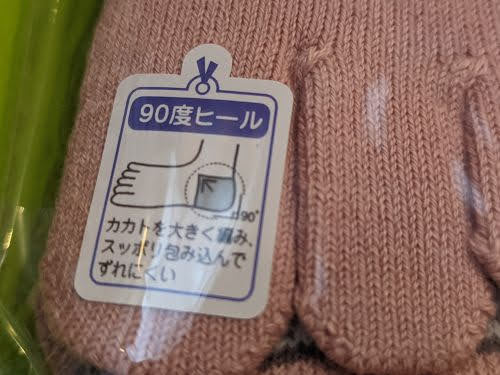 90度ヒール
90°
カカトを大きく編み、
スッポリ包み込んで
ずれにくい